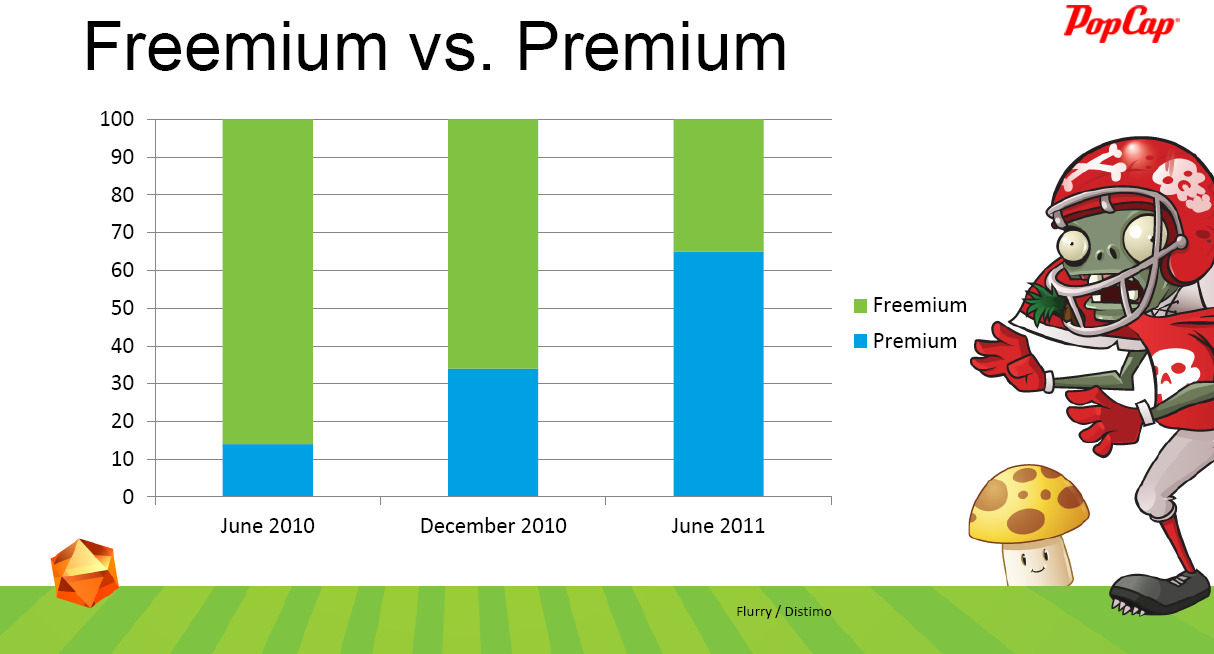 Freemium vs. Premium
PopCap
100
90
80
70
60
50
40
30
20
10
0
June 2010
December 2010
June 2011
Freemium
Premium
Flurry / Distimo